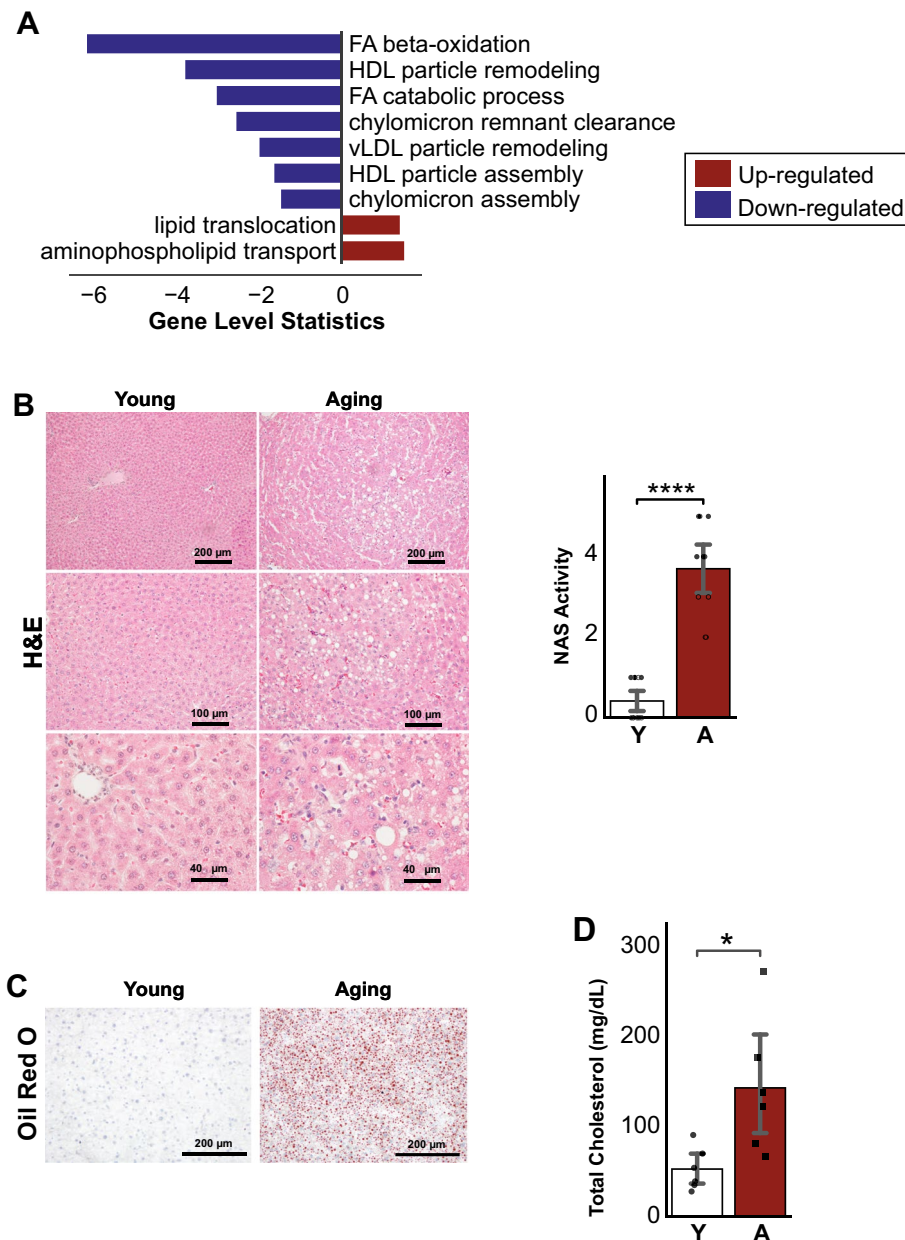 A
FA beta-oxidation
HDL particle remodeling
FA catabolic process
chylomicron remnant clearance
vLDL particle remodeling
HDL particle assembly
chylomicron assembly
lipid translocation
aminophospholipid transport
−6 −4 −2 0
Gene Level Statistics
Up-regulated
Down-regulated
B
Young Aging
H&E
200 µm 200 µm
100 µm 100 µm
40 µm 40 µm
****
NAS Activity
4
2
0
Y A
C
Young Aging
Oil Red O
200 µm 200 µm
D
*
Total Cholesterol (mg/dL)
300
200
100
0
Y A